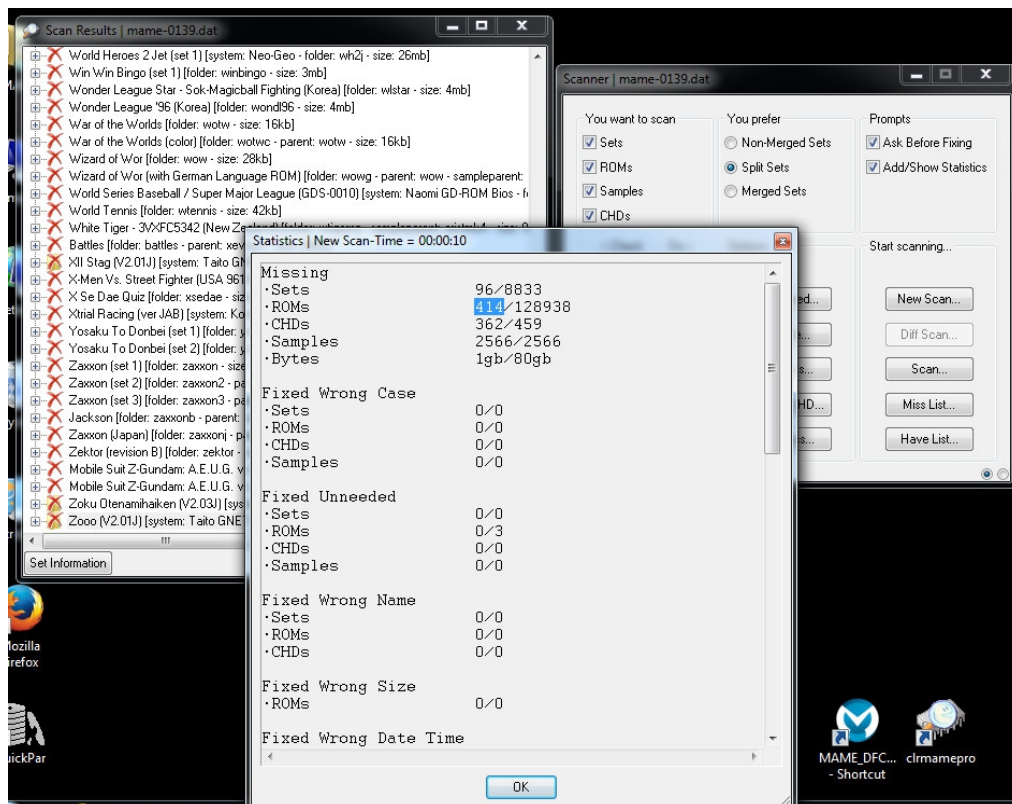 Scan Results | mame-0139.dat
World Heroes 2 Jet (set 1) [system: Neo-Geo - folder: wh2j - size: 26mb]
Win Win Bingo (set 1) [folder: winbingo - size: 3mb]
Wonder League Star - Sok-Magicball Fighting (Korea) [folder: wlstar - size: 4mb]
Wonder League '96 (Korea) [folder: wondl96 - size: 4mb]
War of the Worlds [folder: wotw - size: 16kb]
War of the Worlds (color) [folder: wotwc - parent: wotw - size: 16kb]
Wizard of Wor [folder: wow - size: 28kb]
Wizard of Wor (with German Language ROM) [folder: wowg - parent: wow - sampleparent:
World Series Baseball / Super Major League (GDS-0010) [system: Naomi GD-ROM Bios - f
World Tennis [folder: wtennis - size: 42kb]
White Tiger - 3VXFC5342 (New
Battles [folder: battles - parent: xev
XII Stag (V2.01J) [system: Taito GN
X-Men Vs. Street Fighter (USA 961
X Se Dae Quiz [folder: xsedae - siz
Xtrial Racing (ver JAB) [system: Ko
Yosaku To Donbei (set 1) [folder: y
Yosaku To Donbei (set 2) [folder: y
Zaxxon (set 1) [folder: zaxxon - size
Zaxxon (set 2) [folder: zaxxon2 - pa
Zaxxon (set 3) [folder: zaxxon3 - pa
Jackson [folder: zaxxonb - parent:
Zaxxon (Japan) [folder: zaxxonj - p
Zektor (revision B) [folder: zektor -
Mobile Suit Z-Gundam: A.E.U.G. v
Mobile Suit Z-Gundam: A.E.U.G. v
Zoku Otenamihaiken (V2.03J) [sys
Zooo (V2.01J) [system: Taito GNE
Set Information
Scanner | mame-0139.dat
You want to scan
Sets
ROMs
Samples
CHDs
You prefer
Non-Merged Sets
Split Sets
Merged Sets
Prompts
Ask Before Fixing
Add/Show Statistics
Start scanning...
ed...
New Scan...
Diff Scan...
s...
Scan...
HD...
Miss List...
s...
Have List...
Statistics | New Scan-Time = 00:00:10
Missing
·Sets 96/8833
·ROMs 414/128938
·CHDs 362/459
·Samples 2566/2566
·Bytes 1gb/80gb
Fixed Wrong Case
·Sets 0/0
·ROMs 0/0
·CHDs 0/0
·Samples 0/0
Fixed Unneeded
·Sets 0/0
·ROMs 0/3
·CHDs 0/0
·Samples 0/0
Fixed Wrong Name
·Sets 0/0
·ROMs 0/0
·CHDs 0/0
Fixed Wrong Size
·ROMs 0/0
Fixed Wrong Date Time
OK
Mozilla
irefox
uickPar
MAME_DFC...
- Shortcut
clrmamepro